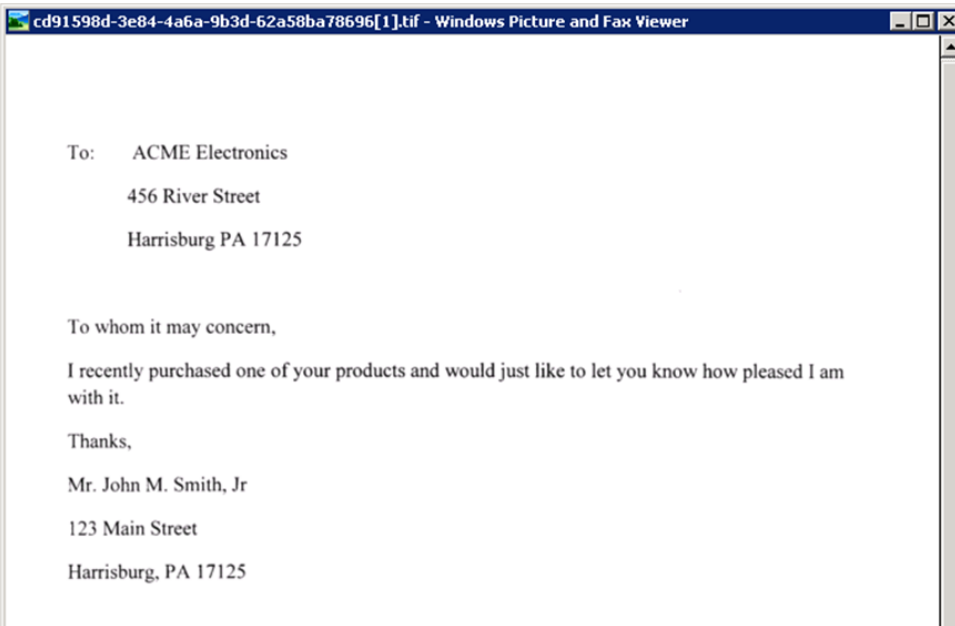 cd91598d-3e84-4a6a-9b3d-62a58ba78696[1].tif - Windows Picture and Fax Viewer
To: ACME Electronics
456 River Street
Harrisburg PA 17125
To whom it may concern,
I recently purchased one of your products and would just like to let you know how pleased I am
with it.
Thanks,
Mr. John M. Smith, Jr
123 Main Street
Harrisburg, PA 17125